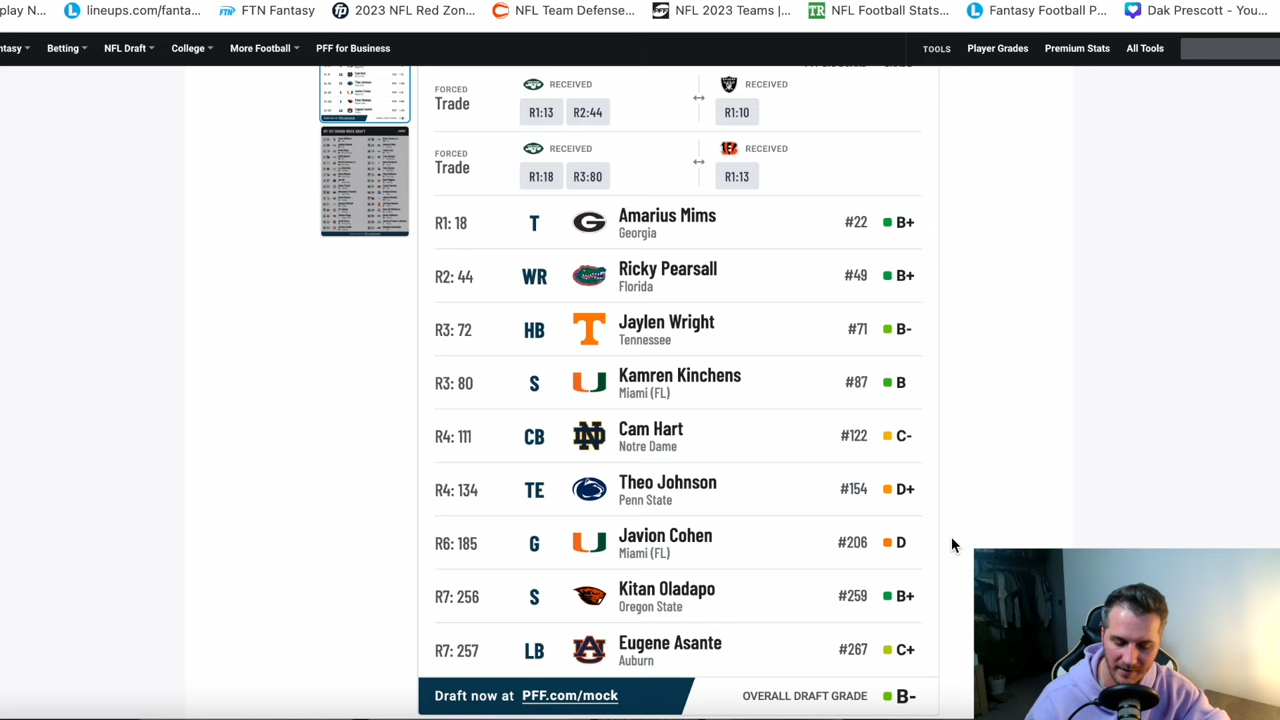 play N...
lineups.com/fanta...
FTN Fantasy
2023 NFL Red Zon...
NFL Team Defense...
NFL 2023 Teams |...
NFL Football Stats...
Fantasy Football P...
Dak Prescott - You...
ntasy
Betting
NFL Draft
College
More Football
PFF for Business
TOOLS
Player Grades
Premium Stats
All Tools
FORCED
Trade
RECEIVED
R1:13 R2:44
RECEIVED
R1:10
FORCED
Trade
RECEIVED
R1:18 R3:80
RECEIVED
R1:13
R1: 18 T Amarius Mims #22 B+
Georgia
R2: 44 WR Ricky Pearsall #49 B+
Florida
R3: 72 HB Jaylen Wright #71 B-
Tennessee
R3: 80 S Kamren Kinchens #87 B
Miami (FL)
R4: 111 CB Cam Hart #122 C-
Notre Dame
R4: 134 TE Theo Johnson #154 D+
Penn State
R6: 185 G Javion Cohen #206 D
Miami (FL)
R7: 256 S Kitan Oladapo #259 B+
Oregon State
R7: 257 LB Eugene Asante #267 C+
Auburn
Draft now at PFF.com/mock OVERALL DRAFT GRADE B-